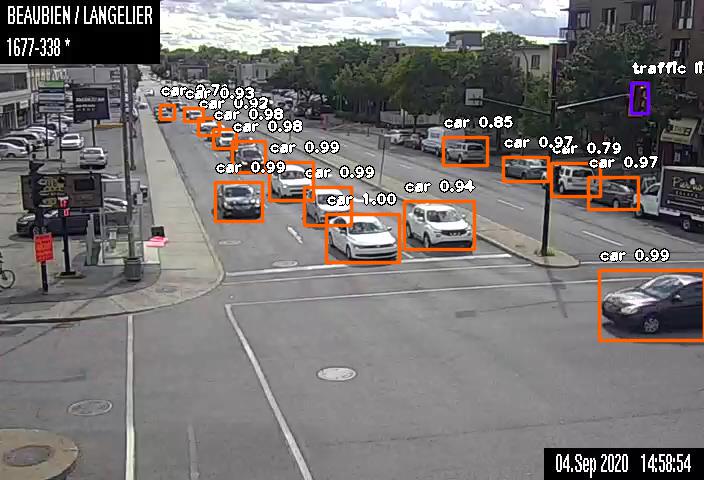 BEAUBIEN / LANGELIER
1677-338 *
traffic li
car 0.93
car 0.92
car 0.98
car 0.98
car 0.85
car 0.99
car 0.97
car 0.79
car 0.99
car 0.99
car 0.97
car 1.00
car 0.94
car 0.99
04.Sep 2020 14:58:54